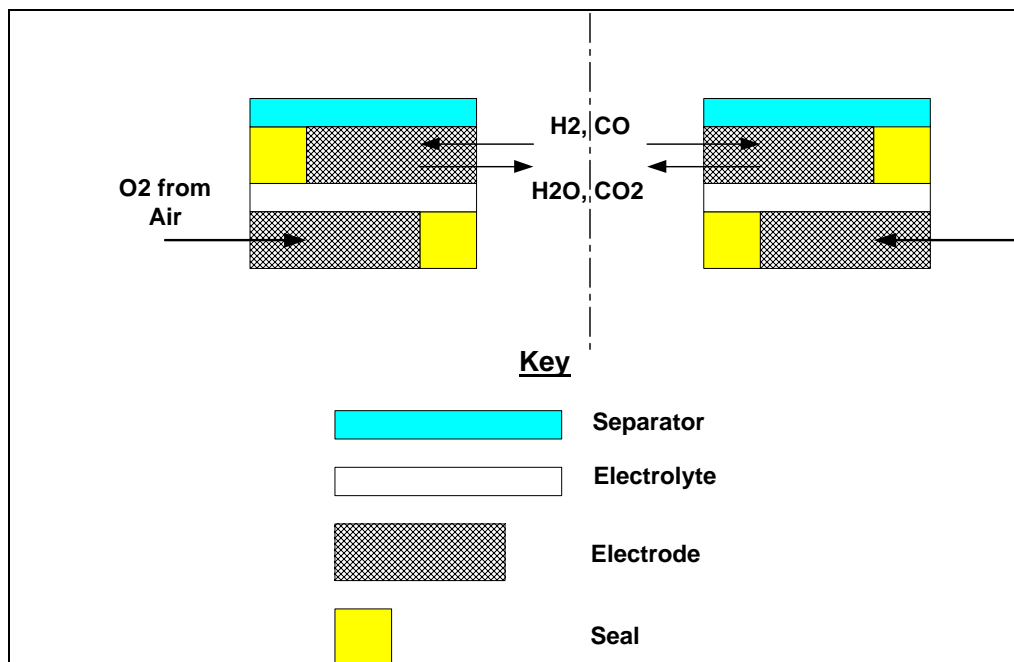 H2, CO
O2 from
Air
H2O, CO2
Key
Separator
Electrolyte
Electrode
Seal